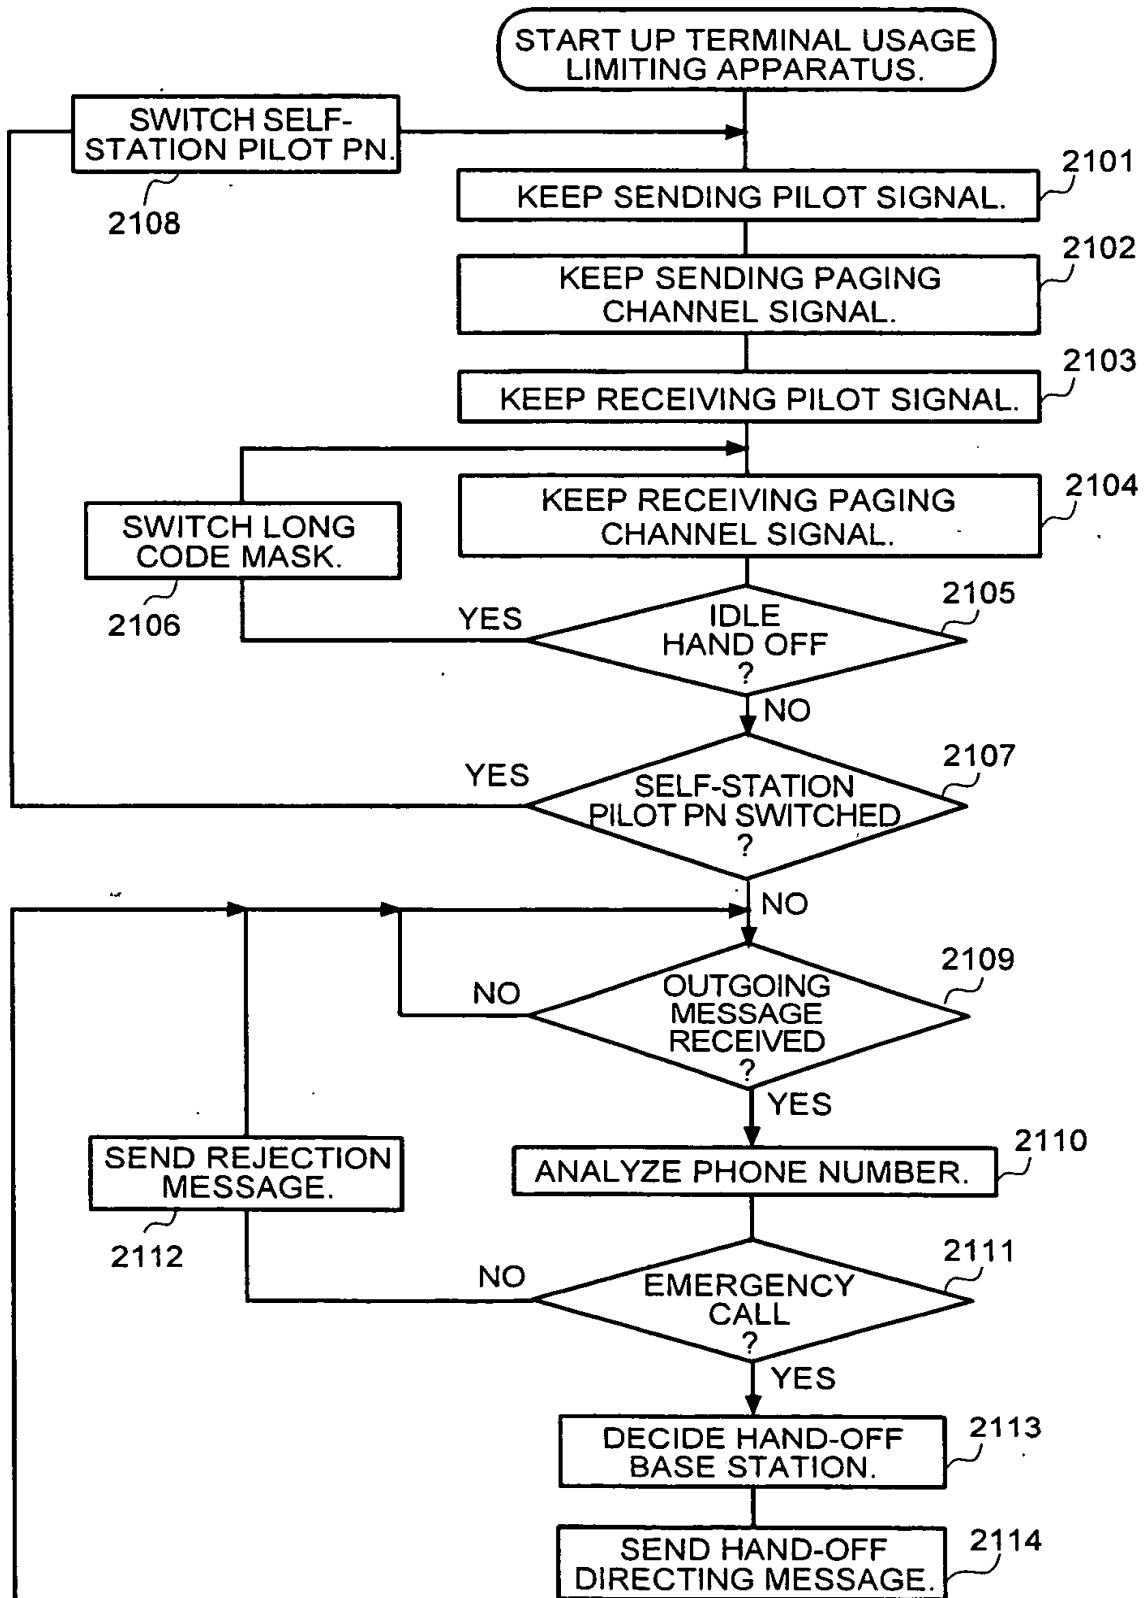 START UP TERMINAL USAGE
LIMITING APPARATUS.
SWITCH SELF-
STATION PILOT PN.
2108
2101
KEEP SENDING PILOT SIGNAL.
2102
KEEP SENDING PAGING
CHANNEL SIGNAL.
2103
KEEP RECEIVING PILOT SIGNAL.
2104
KEEP RECEIVING PAGING
CHANNEL SIGNAL.
SWITCH LONG
CODE MASK.
2106
YES
2105
IDLE
HAND OFF
?
NO
YES
2107
SELF-STATION
PILOT PN SWITCHED
?
NO
NO
2109
OUTGOING
MESSAGE
RECEIVED
?
YES
2110
ANALYZE PHONE NUMBER.
SEND REJECTION
MESSAGE.
2112
NO
2111
EMERGENCY
CALL
?
YES
2113
DECIDE HAND-OFF
BASE STATION.
2114
SEND HAND-OFF
DIRECTING MESSAGE.